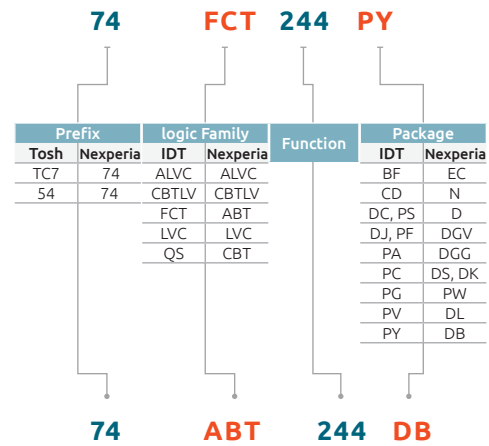 74 FCT 244 PY
Prefix logic Family Function Package
Tosh Nexperia IDT Nexperia IDT Nexperia
TC7 74 ALVC ALVC BF EC
54 74 CBTLV CBTLV CD N
FCT ABT DC, PS D
LVC LVC DJ, PF DGV
QS CBT PA DGG
PC DS, DK
PG PW
PV DL
PY DB
74 ABT 244 DB